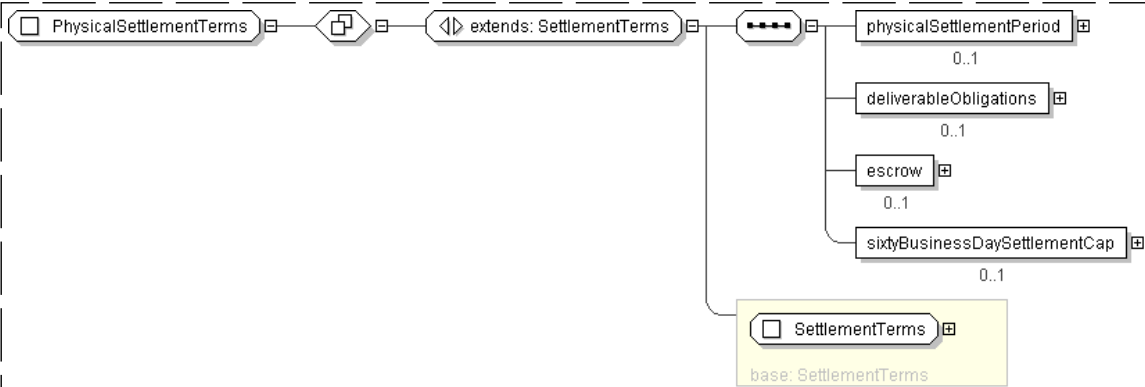 PhysicalSettlementTerms
extends: SettlementTerms
physicalSettlementPeriod
0..1
deliverableObligations
0..1
escrow
0..1
sixtyBusinessDaySettlementCap
0..1
SettlementTerms
base: SettlementTerms